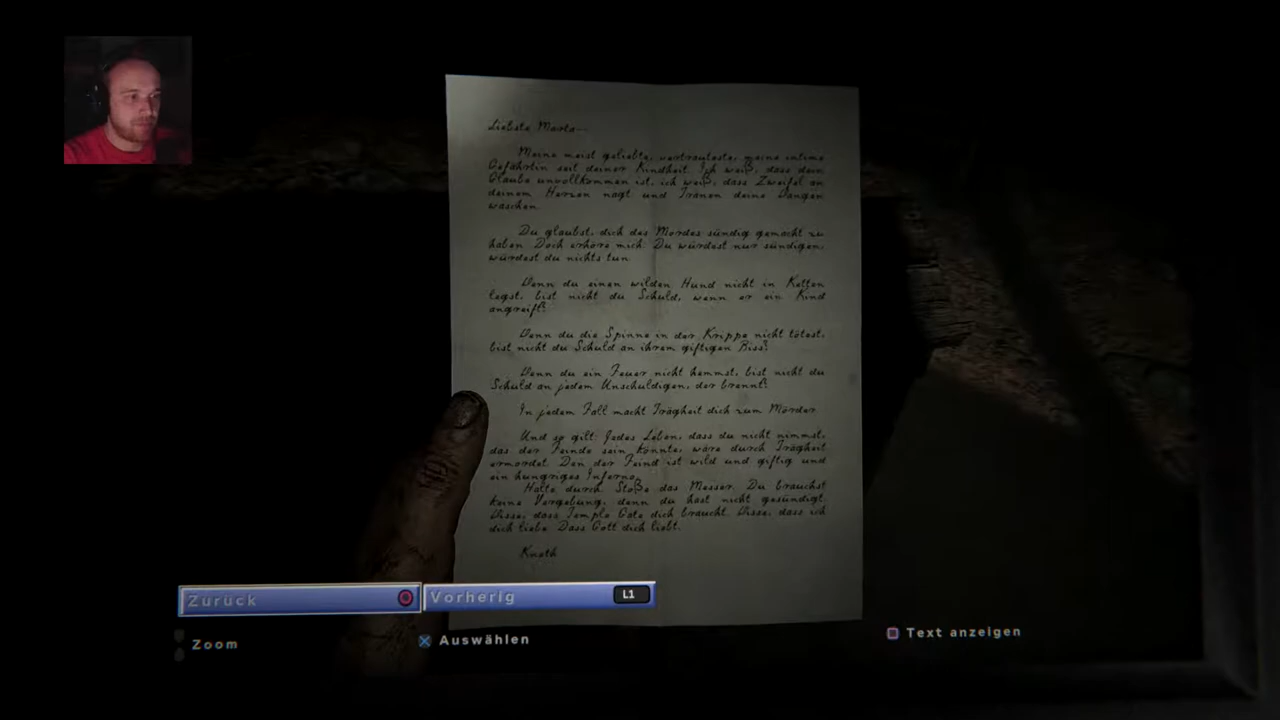 Liebste Marta--
Meine meist geliebte, vertrauteste, meine intime
Gefährtin seit deiner Kindheit. Ich weiß, dass dein
Glaube unvollkommen ist, ich weiß, dass Zweifel an
deinem Herzen nagt und Tränen deine Wangen
waschen.
Du glaubst, dich des Mordes sündig gemacht zu
haben. Doch erhöre mich: Du würdest nur sündigen,
würdest du nichts tun.
Wenn du einen wilden Hund nicht in Ketten
legst, bist nicht du Schuld, wenn er ein Kind
angreift?
Wenn du die Spinne in der Krippe nicht tötest,
bist nicht du Schuld an ihrem giftigen Biss?
Wenn du ein Feuer nicht hemmst, bist nicht du
Schuld an jedem Unschuldigen, der brennt?
In jedem Fall macht Trägheit dich zum Mörder.
Und so gilt: Jedes Leben, dass du nicht nimmst,
das der Feinde sein könnte, wäre durch Trägheit
ermordet. Den der Feind ist wild und giftig und
ein hungriges Inferno.
Halte durch. Stoße das Messer. Du brauchst
keine Vergebung, denn du hast nicht gesündigt.
Wisse, dass Temple Gate dich braucht. Wisse, dass ich
dich liebe. Dass Gott dich liebt.
Knoth
Zurück
Vorherig L1
Zoom
Auswählen
Text anzeigen